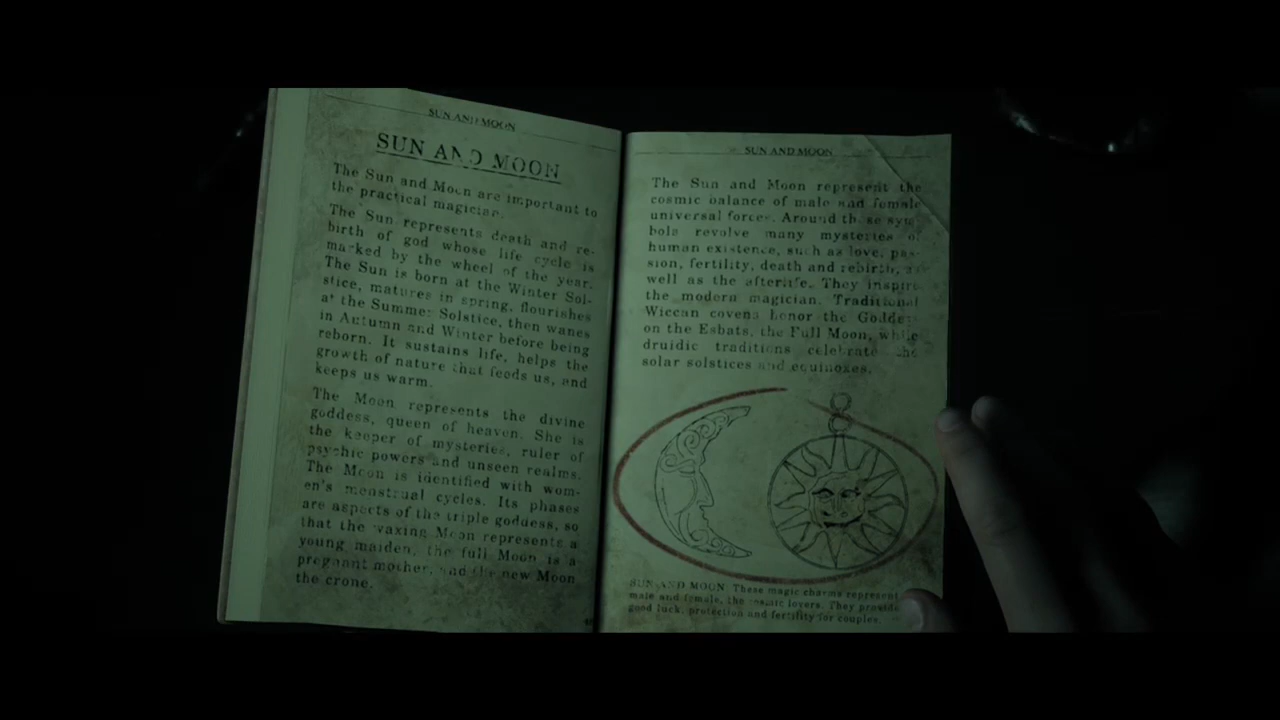 SUN AND MOON
SUN AND MOON
The Sun and Moon are important to
the practical magician.
The Sun represents death and re-
birth of god whose life cycle is
marked by the wheel of the year.
The Sun is born at the Winter Sol-
stice, matures in spring, flourishes
at the Summer Solstice, then wanes
in Autumn and Winter before being
reborn. It sustains life, helps the
growth of nature that feeds us, and
keeps us warm.
The Moon represents the divine
goddess, queen of heaven. She is
the keeper of mysteries, ruler of
psychic powers and unseen realms.
The Moon is identified with wom-
en's menstrual cycles. Its phases
are aspects of the triple goddess, so
that the waxing Moon represents a
young maiden, the full Moon is a
pregnant mother, and the new Moon
the crone.
SUN AND MOON
The Sun and Moon represent the
cosmic balance of male and female
universal forces. Around these sym-
bols revolve many mysteries of
human existence, such as love, pas-
sion, fertility, death and rebirth, as
well as the afterlife. They inspire
the modern magician. Traditional
Wiccan covens honor the Goddess
on the Esbats, the Full Moon, while
druidic traditions celebrate the
solar solstices and equinoxes.
SUN AND MOON. These magic charms represent
male and female, the cosmic lovers. They provide
good luck, protection and fertility for couples.